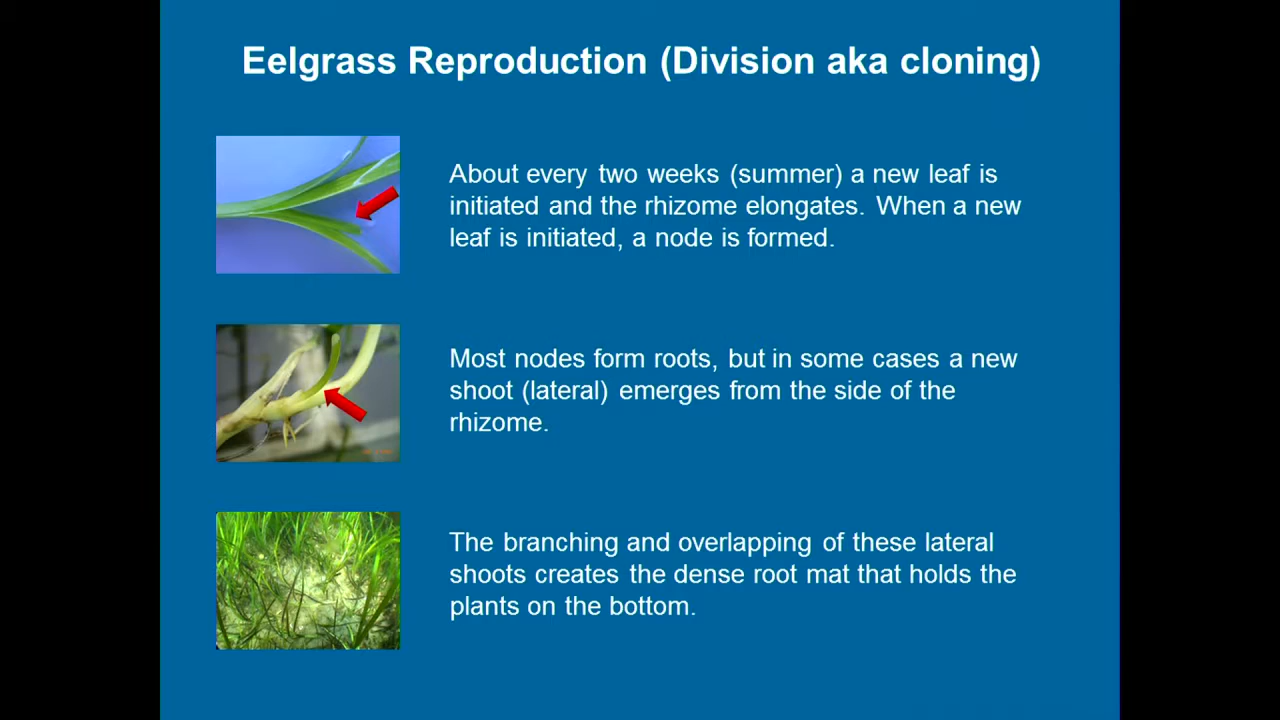 Eelgrass Reproduction (Division aka cloning)
About every two weeks (summer) a new leaf is
initiated and the rhizome elongates. When a new
leaf is initiated, a node is formed.
Most nodes form roots, but in some cases a new
shoot (lateral) emerges from the side of the
rhizome.
The branching and overlapping of these lateral
shoots creates the dense root mat that holds the
plants on the bottom.